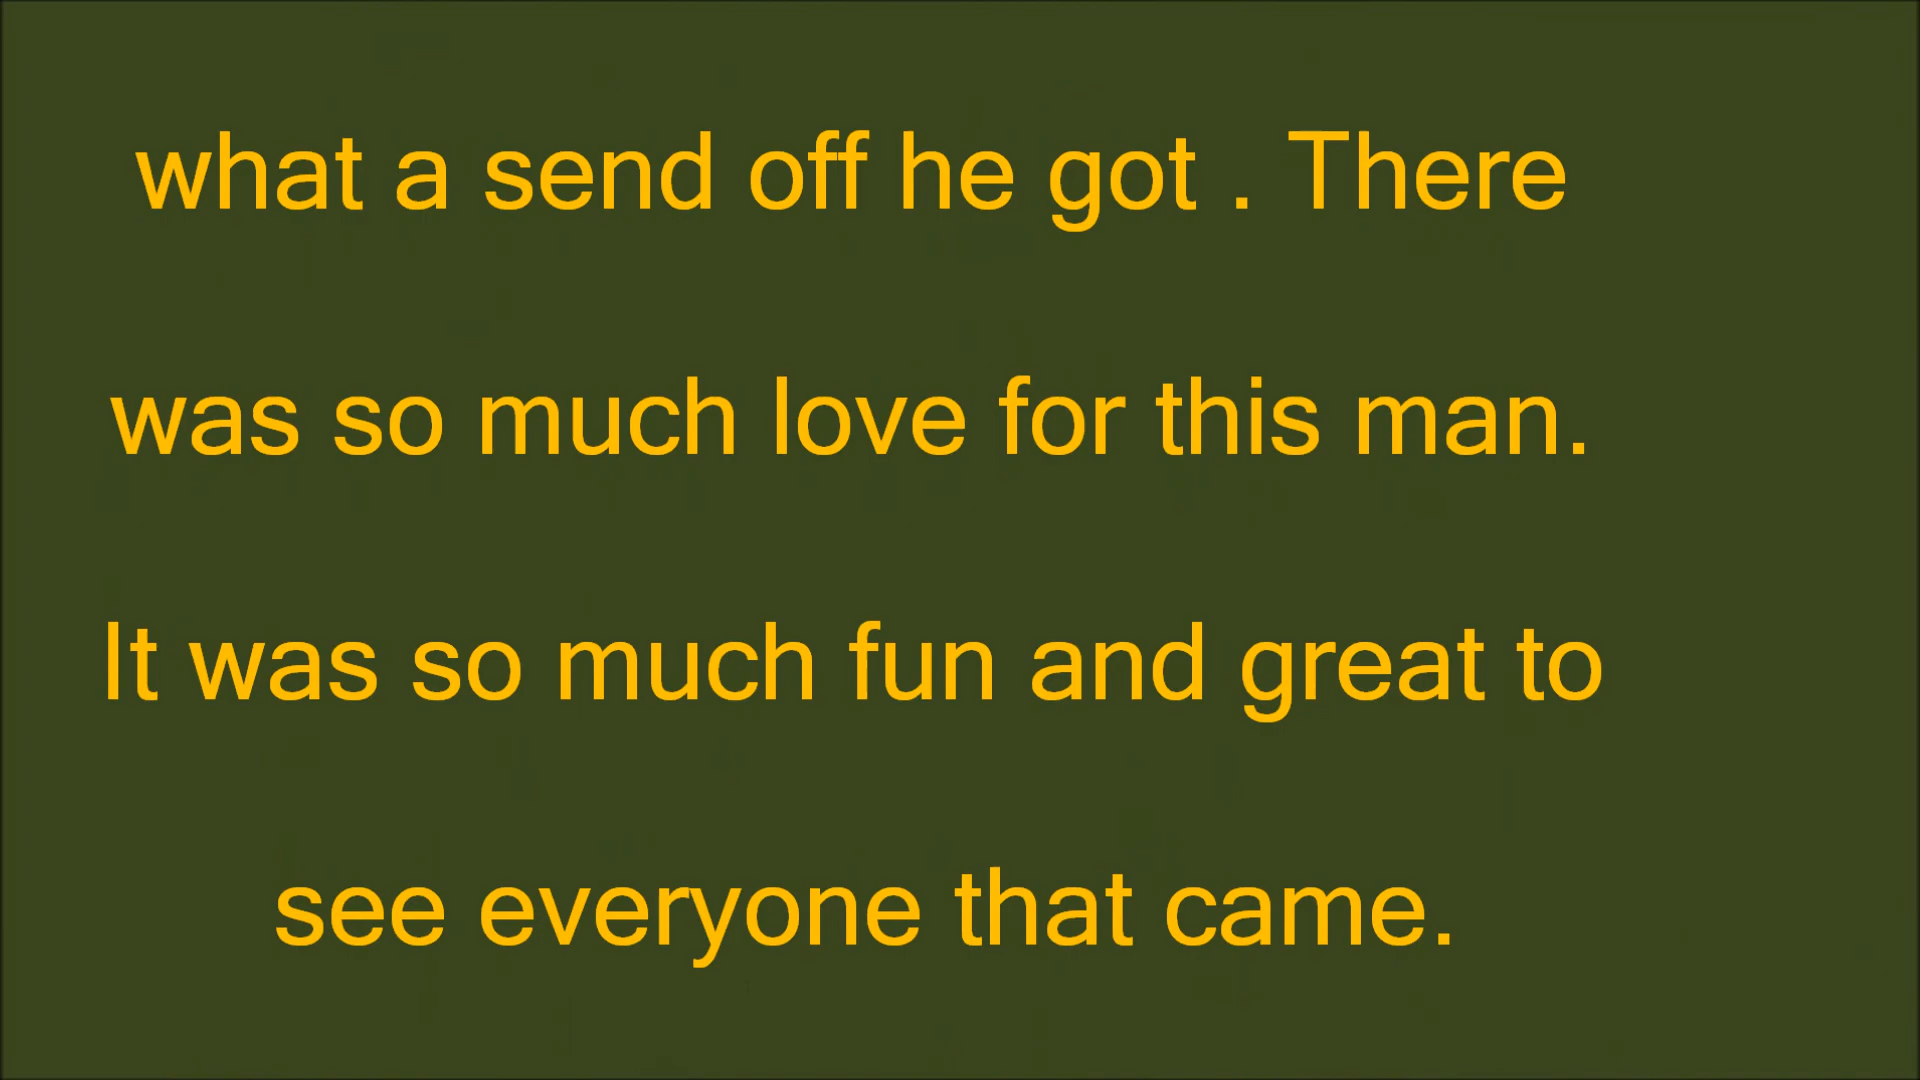 what a send off he got . There
was so much love for this man.
It was so much fun and great to
see everyone that came.